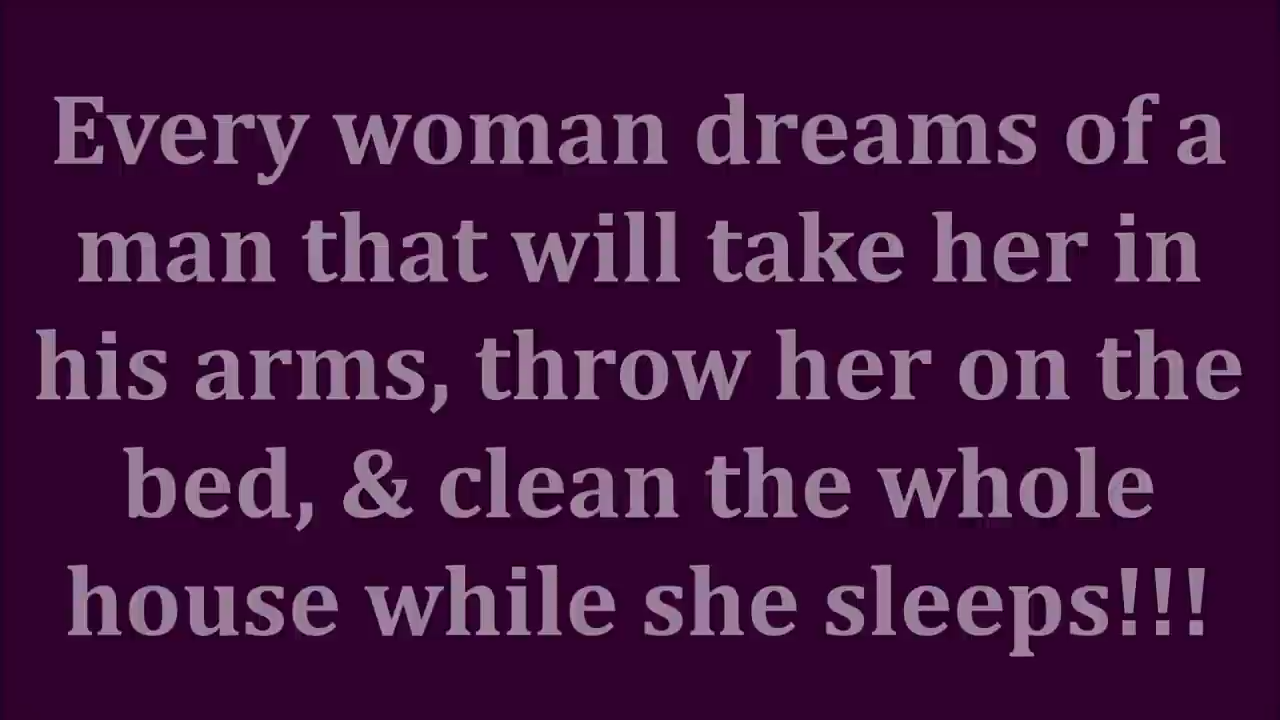 Every woman dreams of a
man that will take her in
his arms, throw her on the
bed, & clean the whole
house while she sleeps!!!